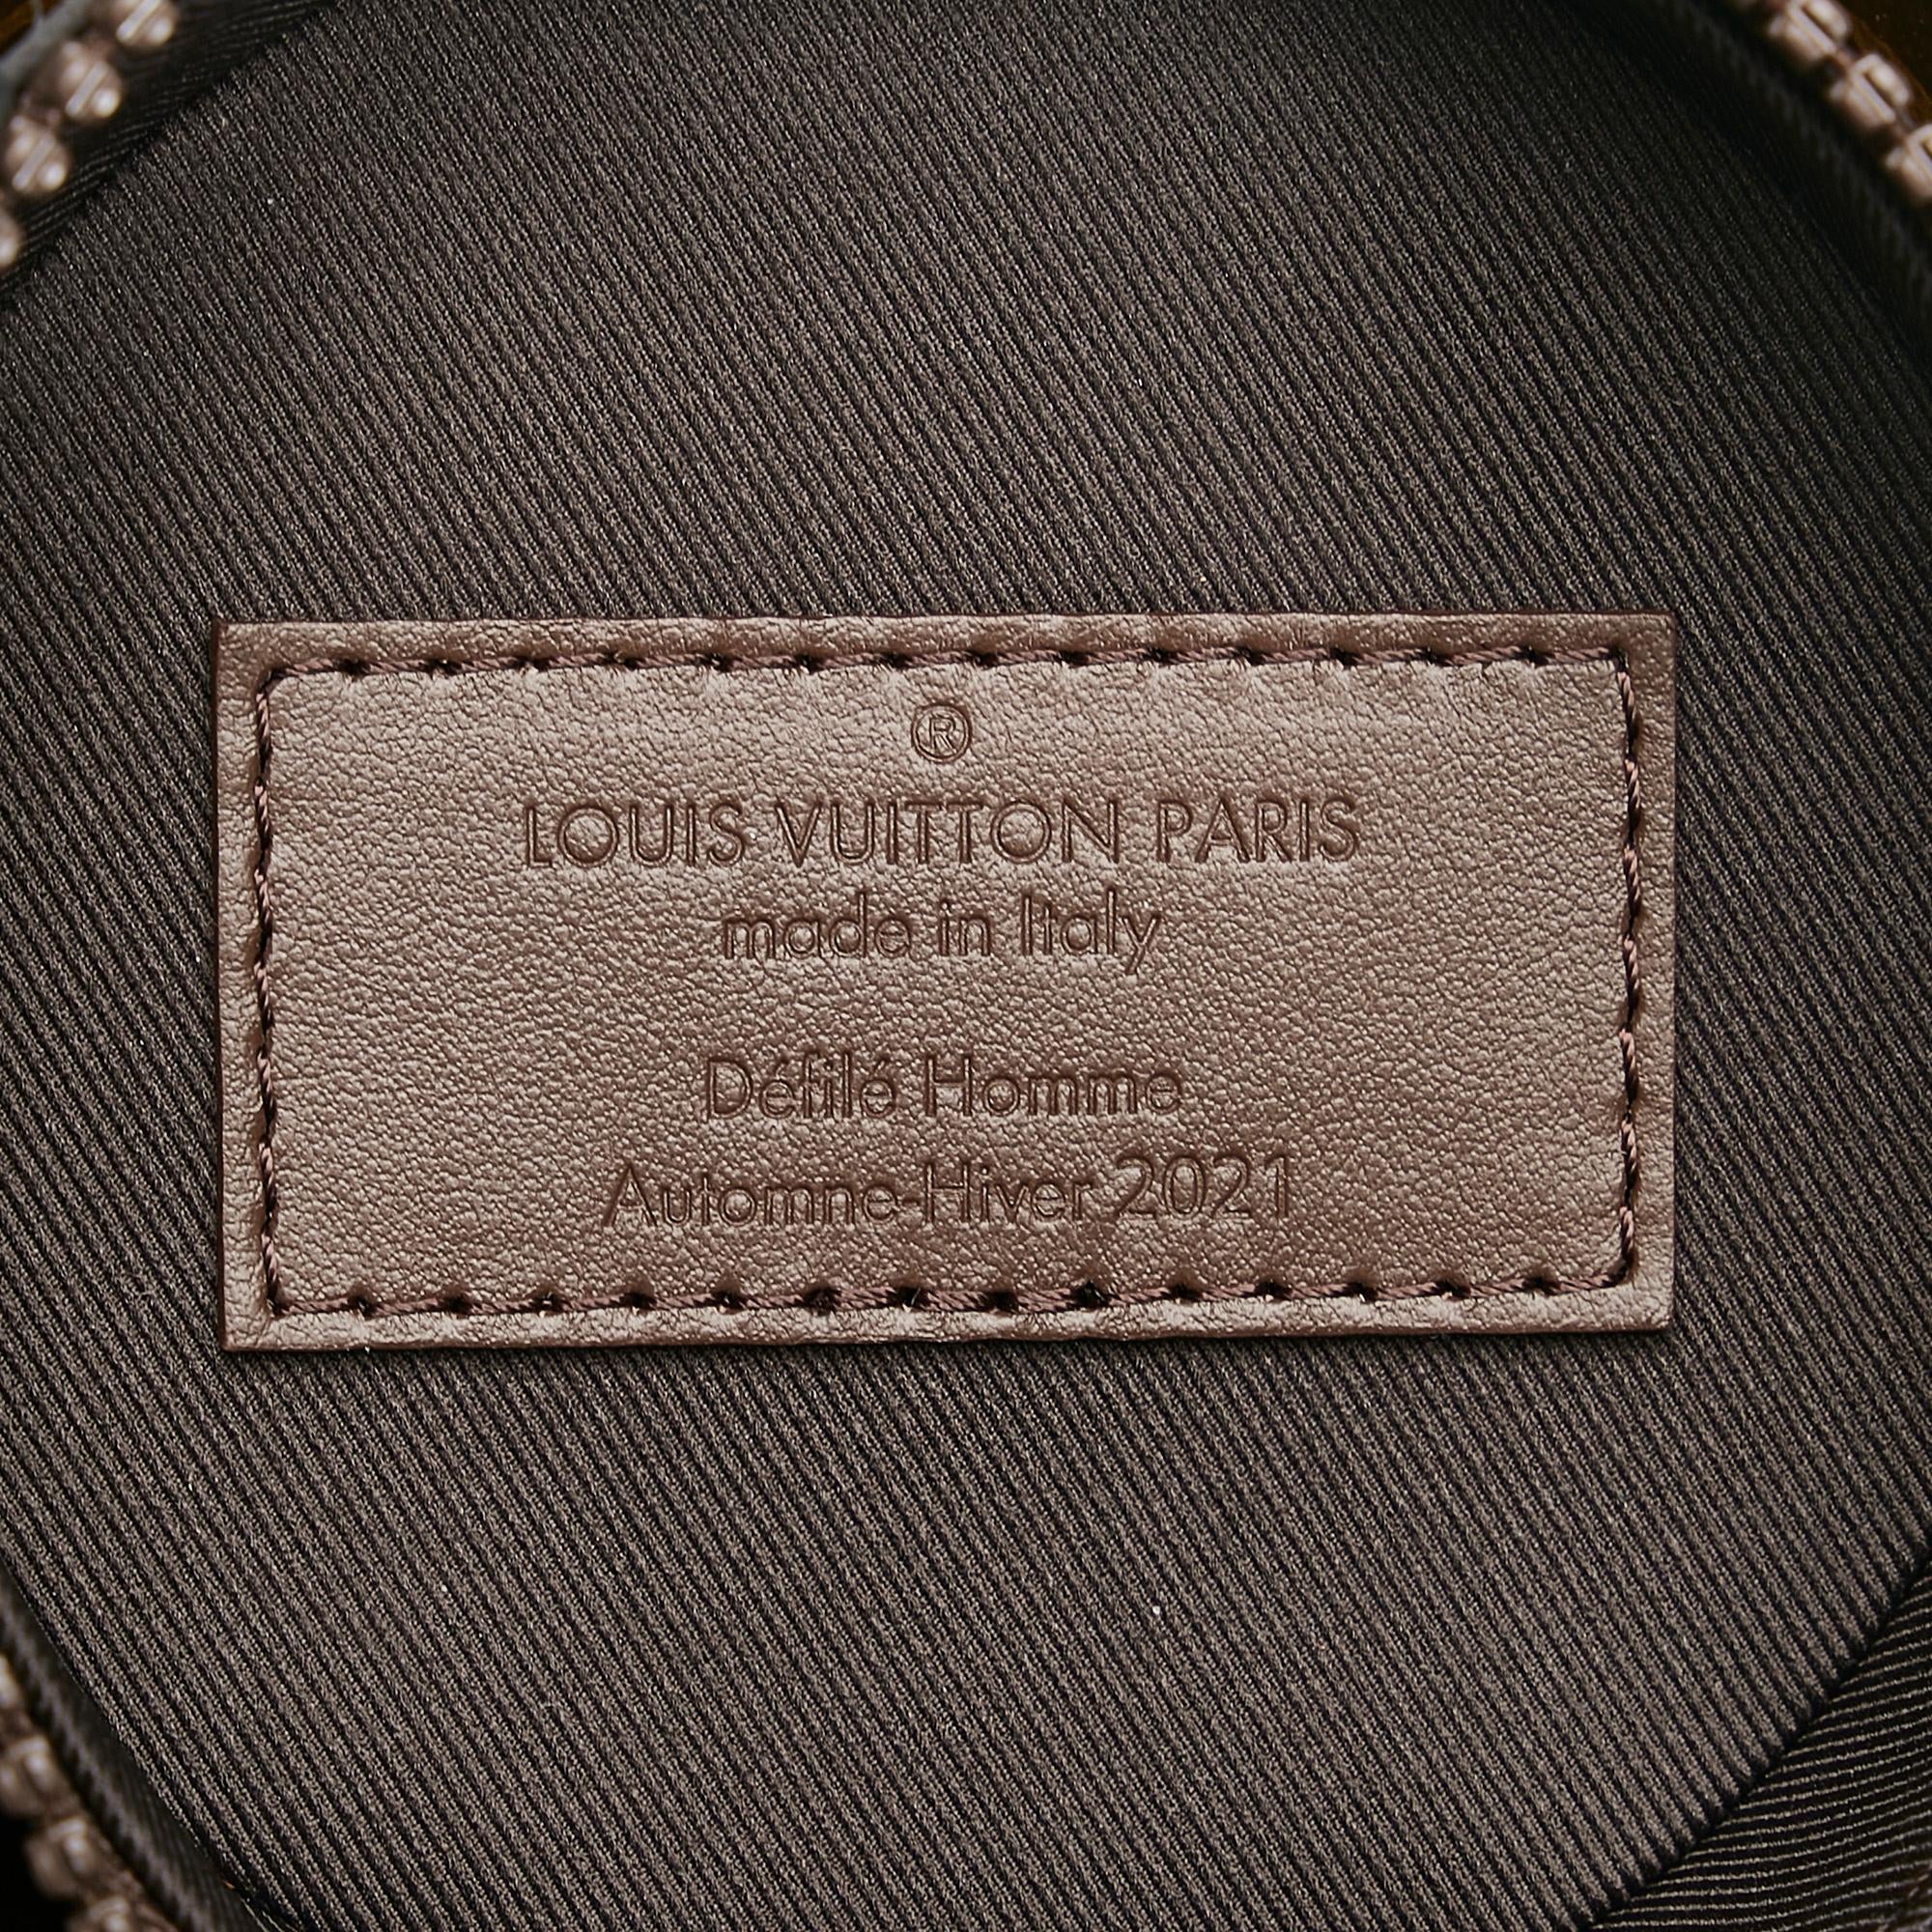 ®
LOUIS VUITTON PARIS
made in Italy
Défilé Homme
Automne-Hiver 2021